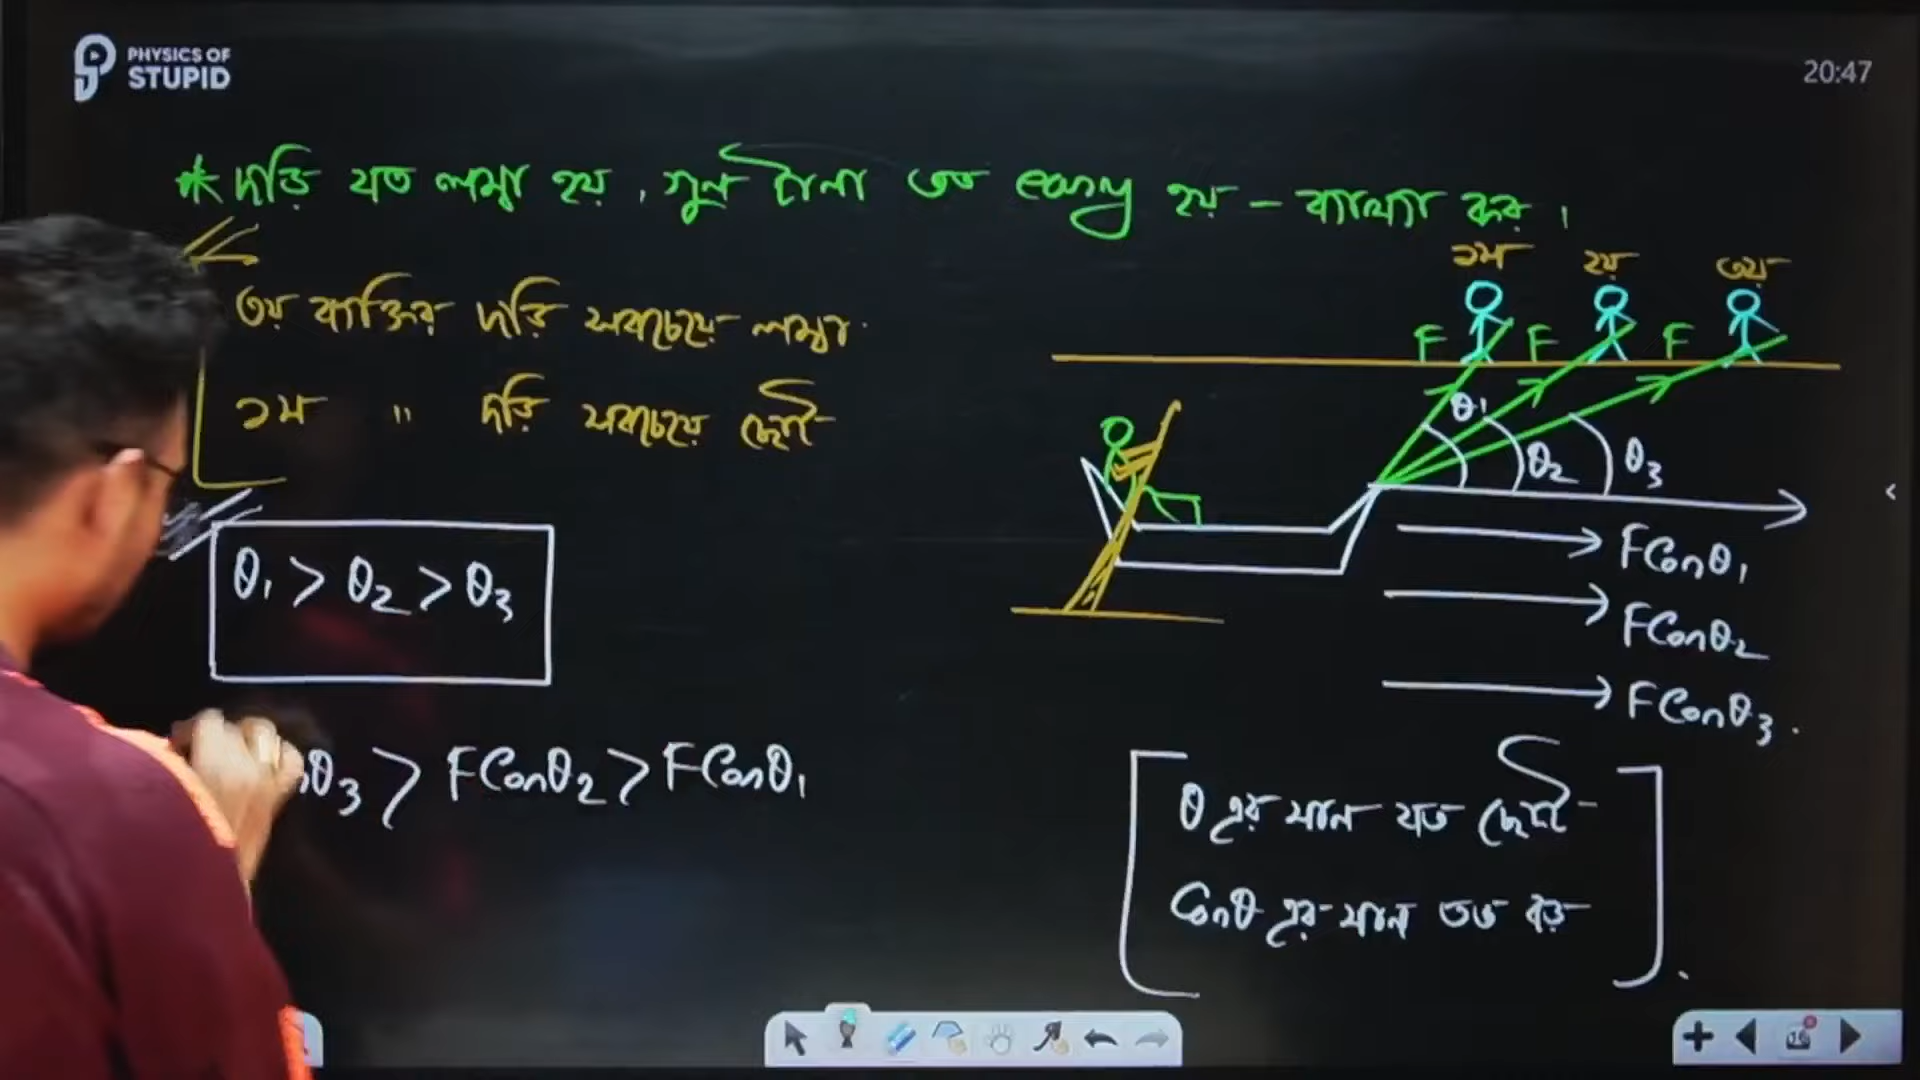 PHYSICS OF
STUPID
20:47
* দড়ি যত লম্বা হয়, গুন টানা তত easy হয় – ব্যাখ্যা কর।
১ম ২য় ৩য়
৩য় ব্যক্তির দড়ি সবচেয়ে লম্বা
১ম " দড়ি সবচেয়ে ছোট
F F F
θ1 θ2 θ3
θ1 > θ2 > θ3
FCosθ1
FCosθ2
FCosθ3.
θ3 > FCosθ2 > FCosθ1
θ এর মান যত ছোট
Cosθ এর মান তত বড়